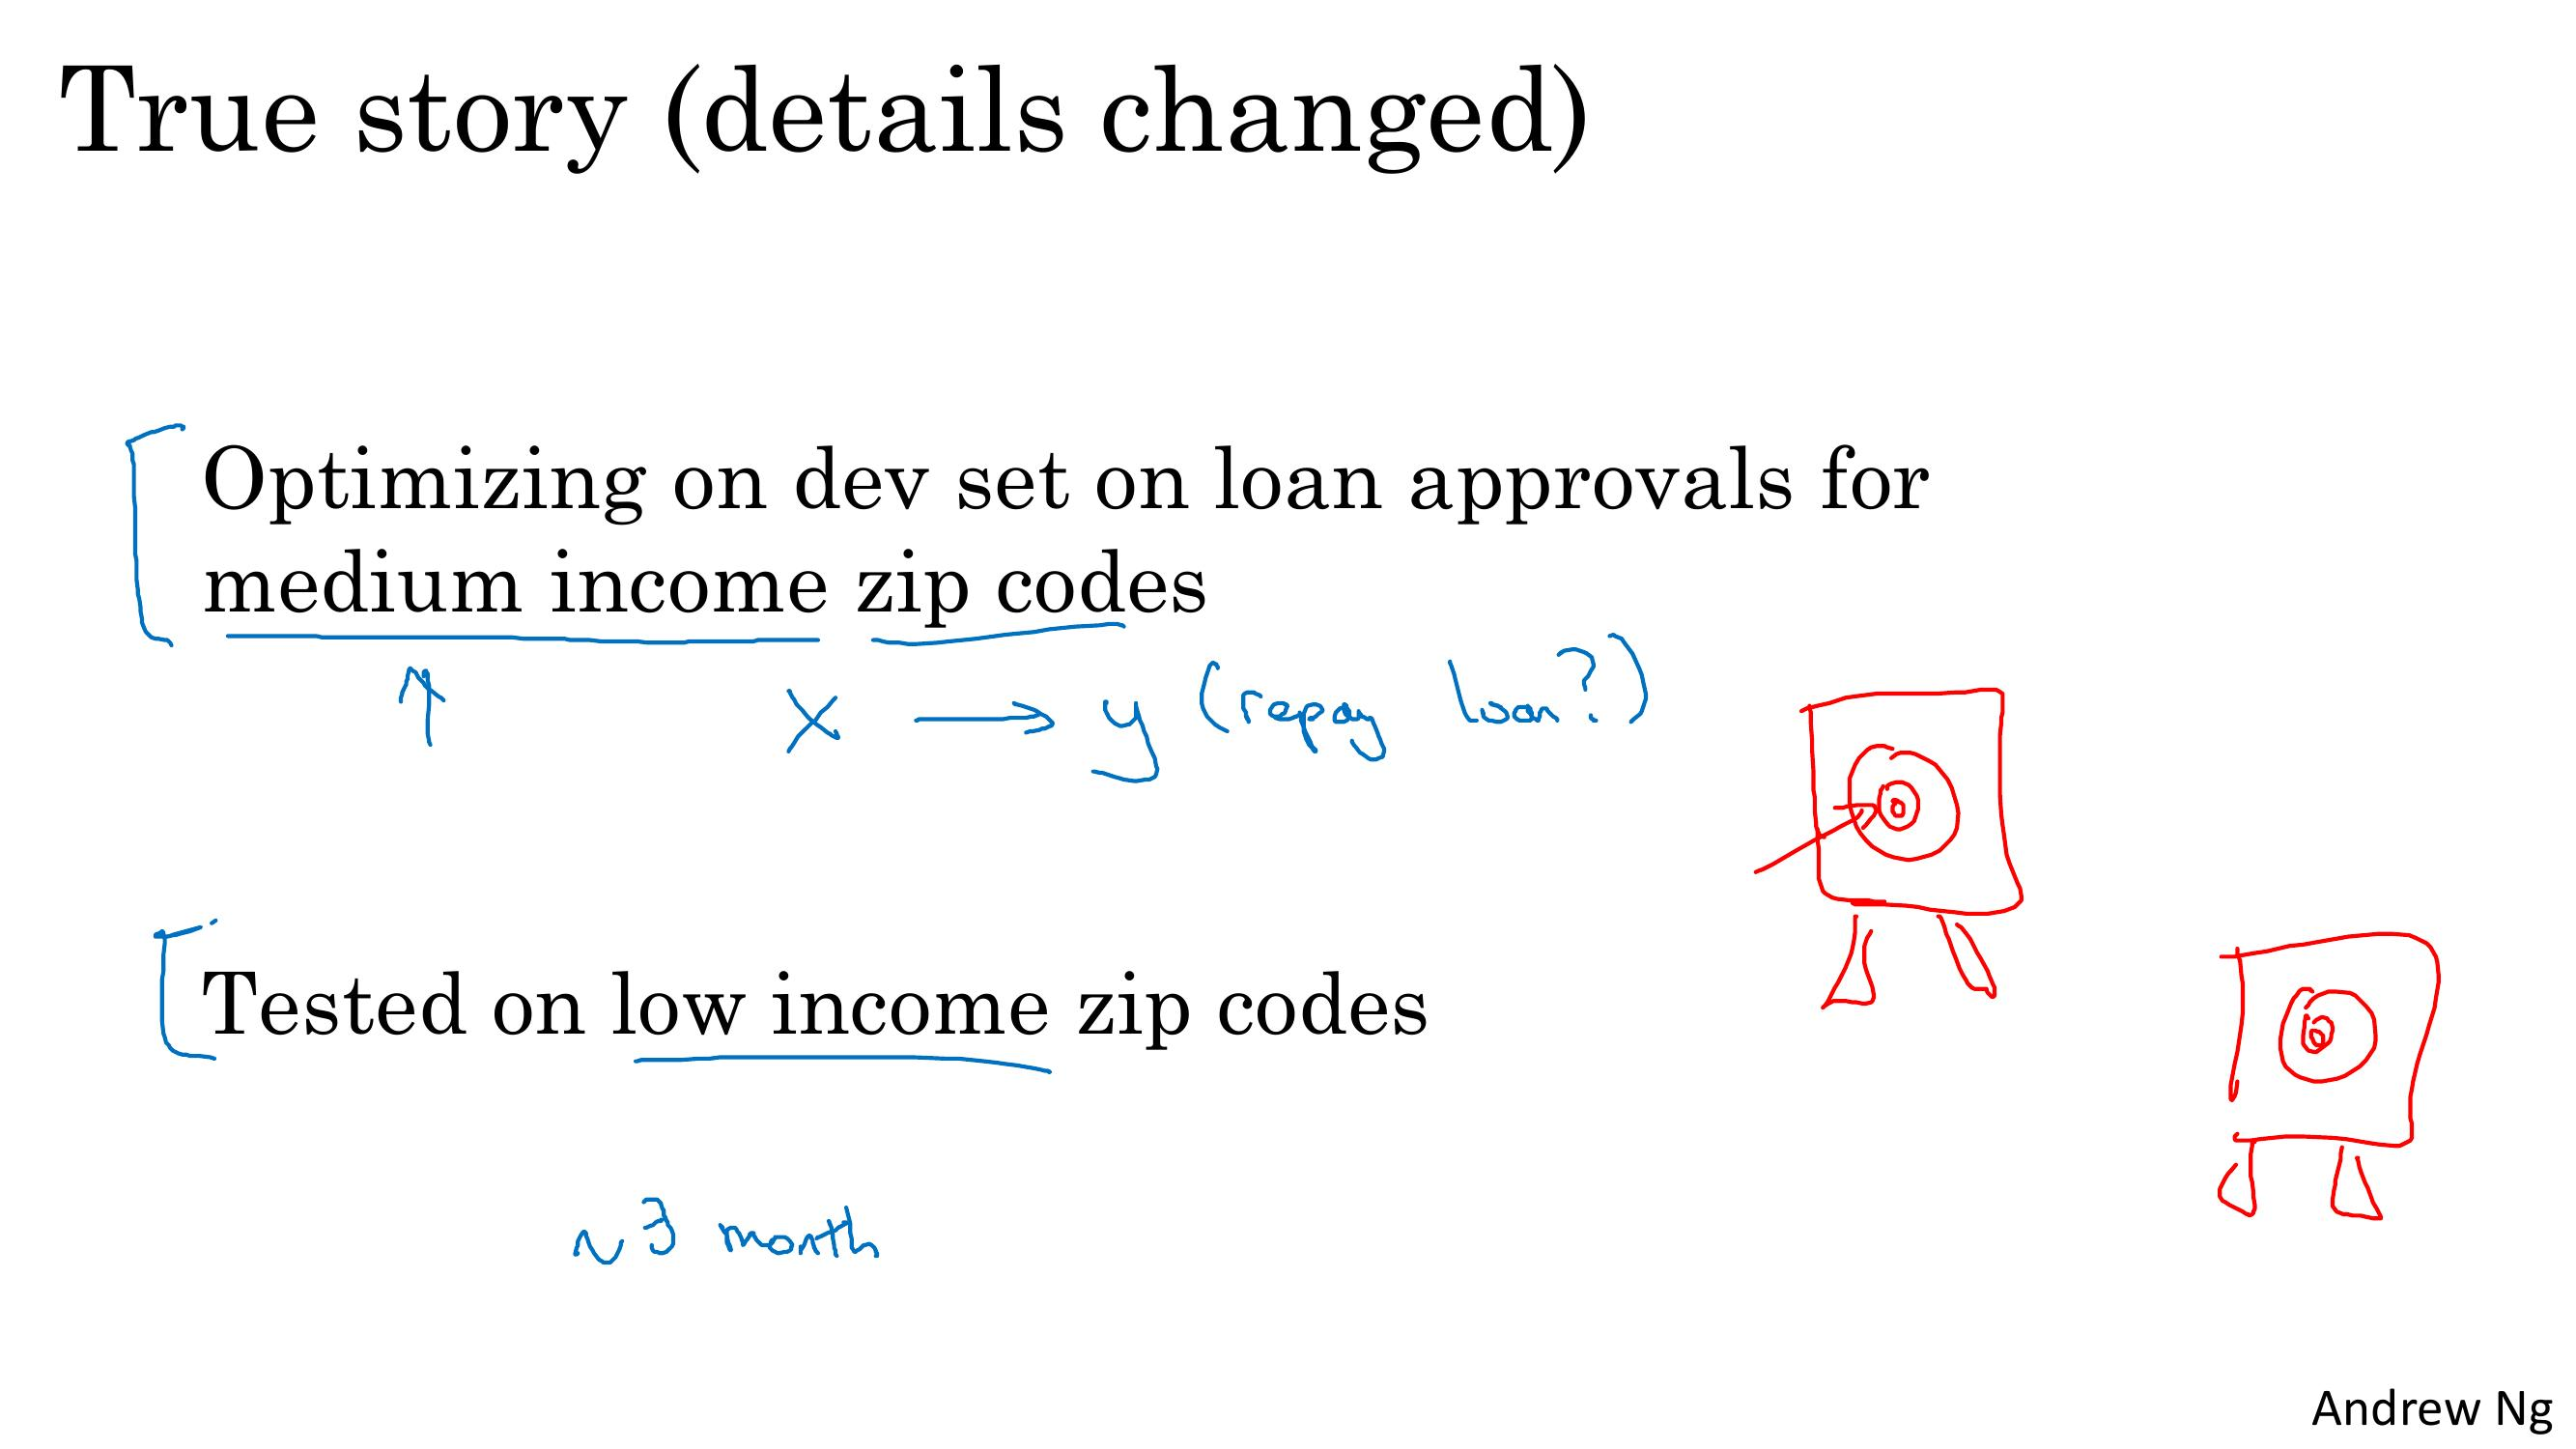 True story (details changed)
Optimizing on dev set on loan approvals for
medium income zip codes
x → y (repay loan?)
Tested on low income zip codes
~3 month
Andrew Ng